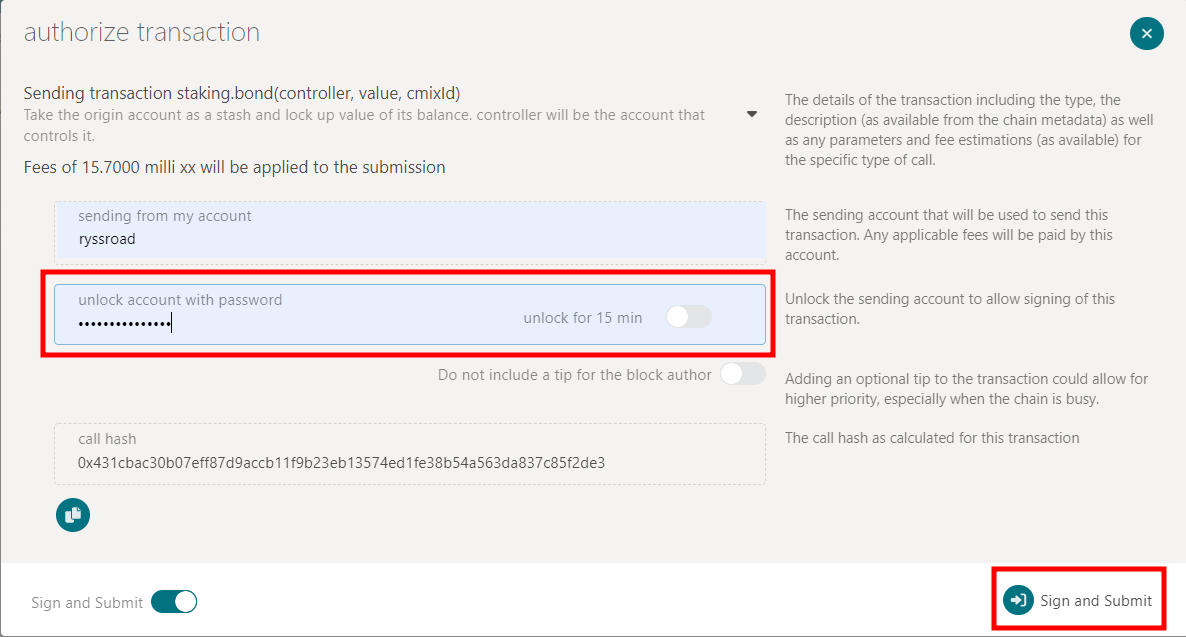 authorize transaction
Sending transaction staking.bond(controller, value, cmixId)
Take the origin account as a stash and lock up value of its balance. controller will be the account that
controls it.
Fees of 15.7000 milli xx will be applied to the submission
The details of the transaction including the type, the
description (as available from the chain metadata) as well
as any parameters and fee estimations (as available) for
the specific type of call.
sending from my account
ryssroad
The sending account that will be used to send this
transaction. Any applicable fees will be paid by this
account.
unlock account with password
•••••••••••••••
unlock for 15 min
Unlock the sending account to allow signing of this
transaction.
Do not include a tip for the block author
Adding an optional tip to the transaction could allow for
higher priority, especially when the chain is busy.
call hash
0x431cbac30b07eff87d9accb11f9b23eb13574ed1fe38b54a563da837c85f2de3
The call hash as calculated for this transaction
Sign and Submit
Sign and Submit